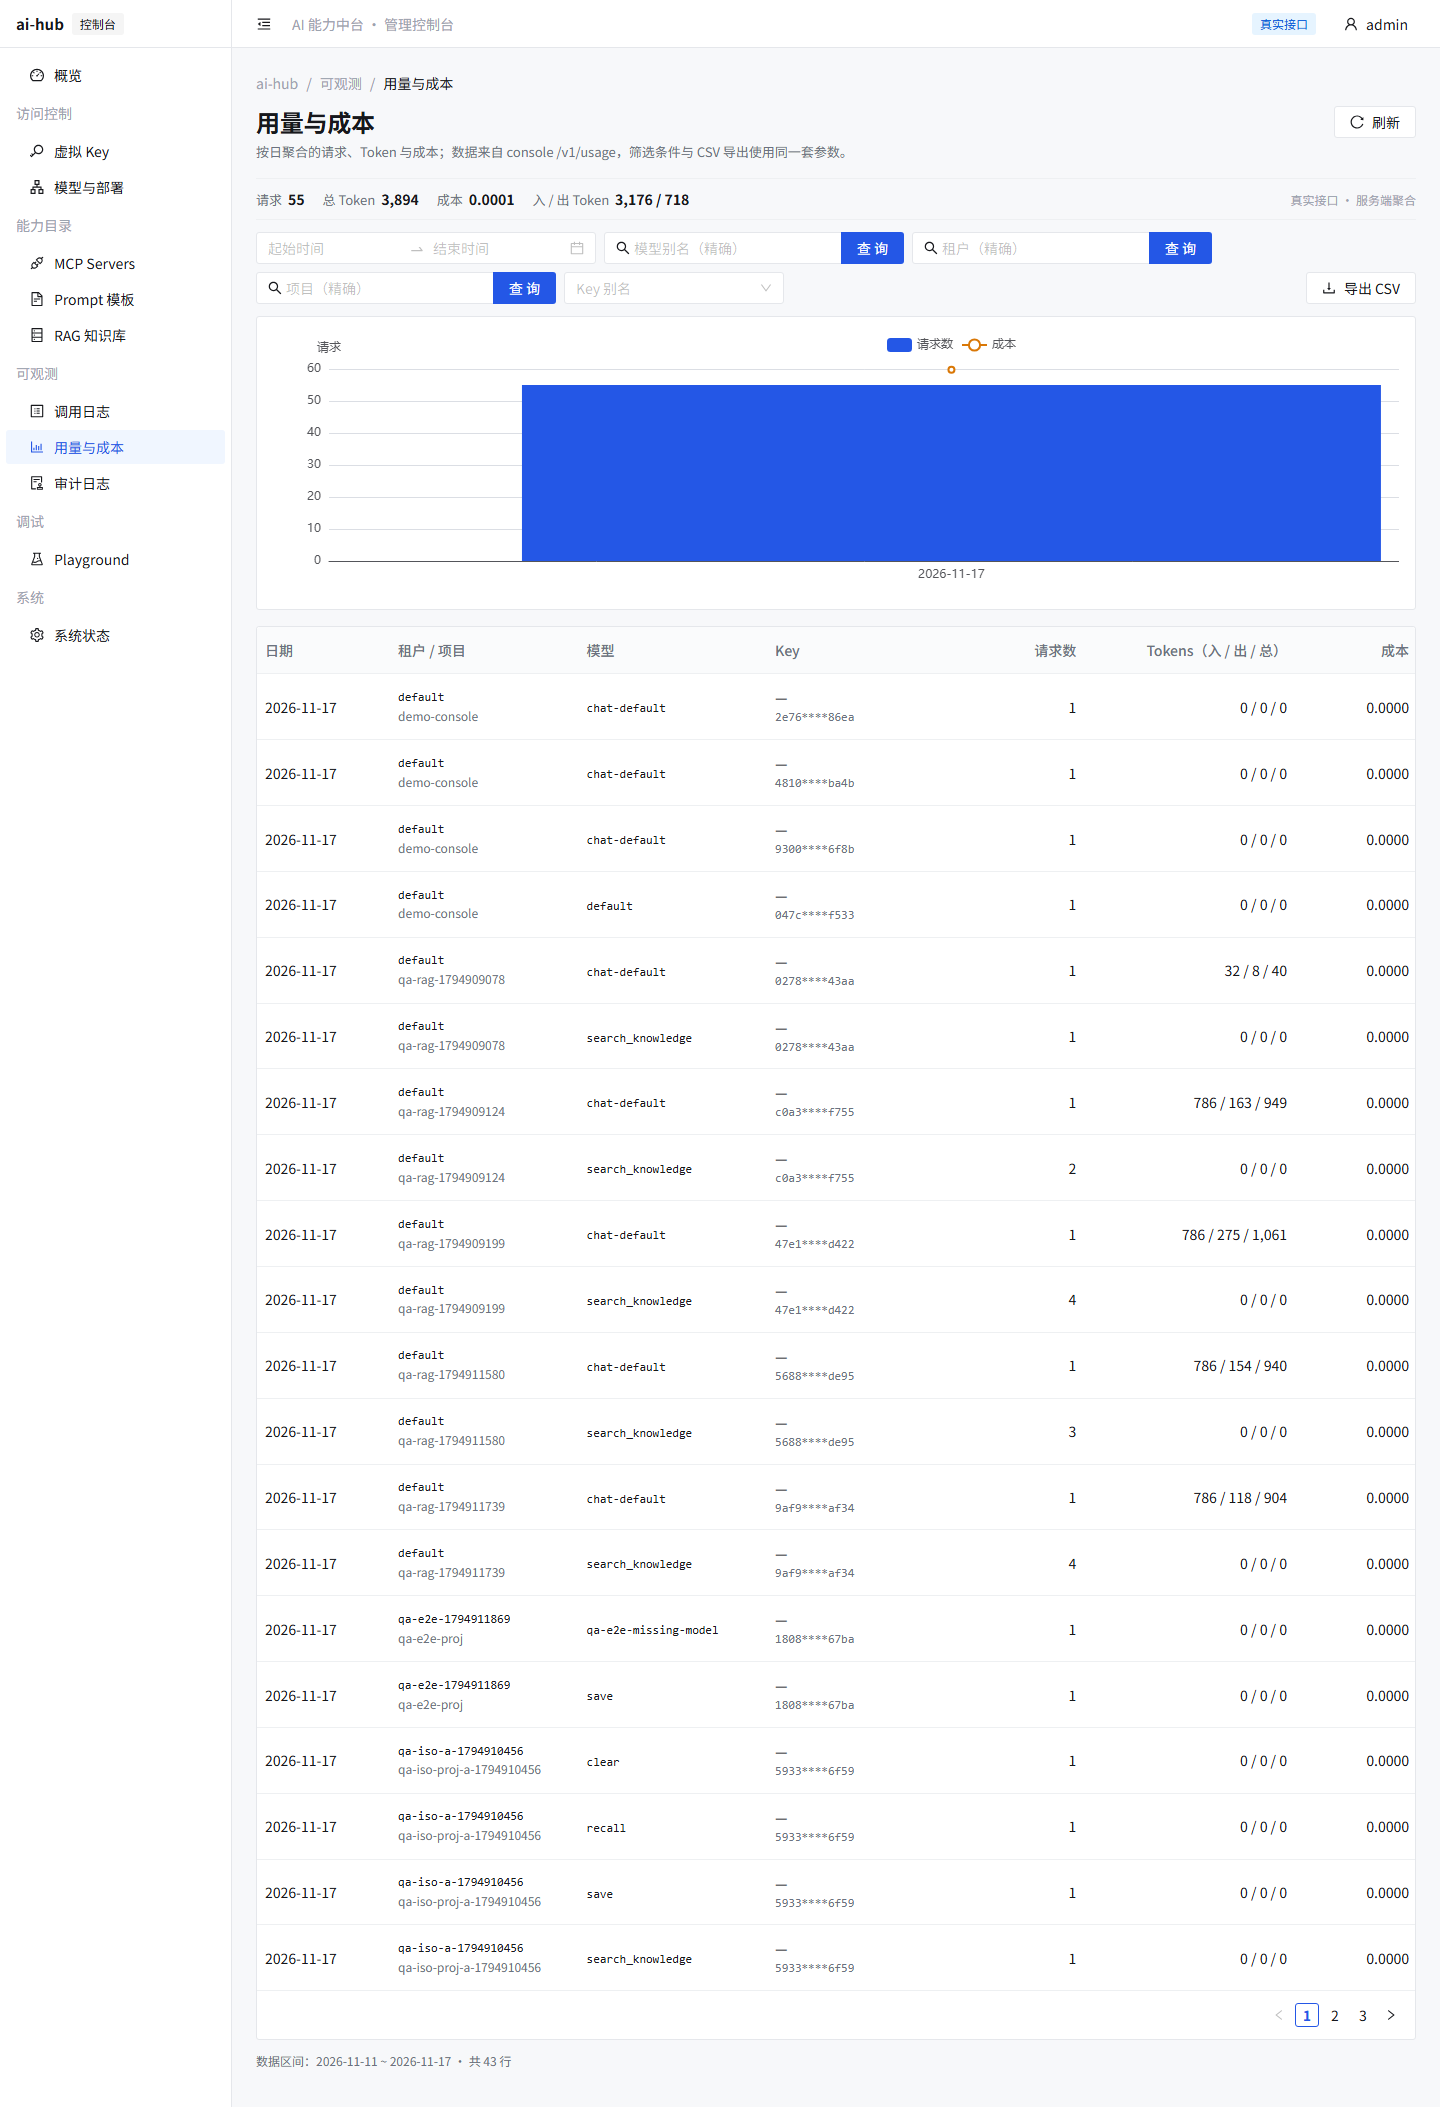 ai-hub 控制台
AI 能力中台 • 管理控制台
真实接口
admin
概览
访问控制
虚拟 Key
模型与部署
能力目录
MCP Servers
Prompt 模板
RAG 知识库
可观测
调用日志
用量与成本
审计日志
调试
Playground
系统
系统状态
ai-hub / 可观测 / 用量与成本
用量与成本
刷新
按日聚合的请求、Token 与成本；数据来自 console /v1/usage，筛选条件与 CSV 导出使用同一套参数。
请求 55 总 Token 3,894 成本 0.0001 入 / 出 Token 3,176 / 718
真实接口 • 服务端聚合
起始时间 结束时间 模型别名（精确） 查 询 租户（精确） 查 询
项目（精确） 查 询 Key 别名 导出 CSV
请求数 成本
请求
60
50
40
30
20
10
0
2026-11-17
日期 租户 / 项目 模型 Key 请求数 Tokens（入 / 出 / 总） 成本
2026-11-17 default demo-console chat-default — 2e76****86ea 1 0 / 0 / 0 0.0000
2026-11-17 default demo-console chat-default — 4810****ba4b 1 0 / 0 / 0 0.0000
2026-11-17 default demo-console chat-default — 9300****6f8b 1 0 / 0 / 0 0.0000
2026-11-17 default demo-console default — 047c****f533 1 0 / 0 / 0 0.0000
2026-11-17 default qa-rag-1794909078 chat-default — 0278****43aa 1 32 / 8 / 40 0.0000
2026-11-17 default qa-rag-1794909078 search_knowledge — 0278****43aa 1 0 / 0 / 0 0.0000
2026-11-17 default qa-rag-1794909124 chat-default — c0a3****f755 1 786 / 163 / 949 0.0000
2026-11-17 default qa-rag-1794909124 search_knowledge — c0a3****f755 2 0 / 0 / 0 0.0000
2026-11-17 default qa-rag-1794909199 chat-default — 47e1****d422 1 786 / 275 / 1,061 0.0000
2026-11-17 default qa-rag-1794909199 search_knowledge — 47e1****d422 4 0 / 0 / 0 0.0000
2026-11-17 default qa-rag-1794911580 chat-default — 5688****de95 1 786 / 154 / 940 0.0000
2026-11-17 default qa-rag-1794911580 search_knowledge — 5688****de95 3 0 / 0 / 0 0.0000
2026-11-17 default qa-rag-1794911739 chat-default — 9af9****af34 1 786 / 118 / 904 0.0000
2026-11-17 default qa-rag-1794911739 search_knowledge — 9af9****af34 4 0 / 0 / 0 0.0000
2026-11-17 qa-e2e-1794911869 qa-e2e-proj qa-e2e-missing-model — 1808****67ba 1 0 / 0 / 0 0.0000
2026-11-17 qa-e2e-1794911869 qa-e2e-proj save — 1808****67ba 1 0 / 0 / 0 0.0000
2026-11-17 qa-iso-a-1794910456 qa-iso-proj-a-1794910456 clear — 5933****6f59 1 0 / 0 / 0 0.0000
2026-11-17 qa-iso-a-1794910456 qa-iso-proj-a-1794910456 recall — 5933****6f59 1 0 / 0 / 0 0.0000
2026-11-17 qa-iso-a-1794910456 qa-iso-proj-a-1794910456 save — 5933****6f59 1 0 / 0 / 0 0.0000
2026-11-17 qa-iso-a-1794910456 qa-iso-proj-a-1794910456 search_knowledge — 5933****6f59 1 0 / 0 / 0 0.0000
1 2 3
数据区间：2026-11-11 ~ 2026-11-17 • 共 43 行